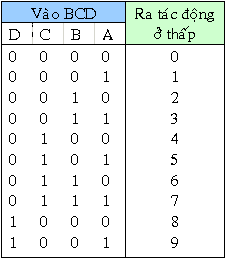 Vào BCD Ra tác động
D C B A ở thấp
0 0 0 0 0
0 0 0 1 1
0 0 1 0 2
0 0 1 1 3
0 1 0 0 4
0 1 0 1 5
0 1 1 0 6
0 1 1 1 7
1 0 0 0 8
1 0 0 1 9